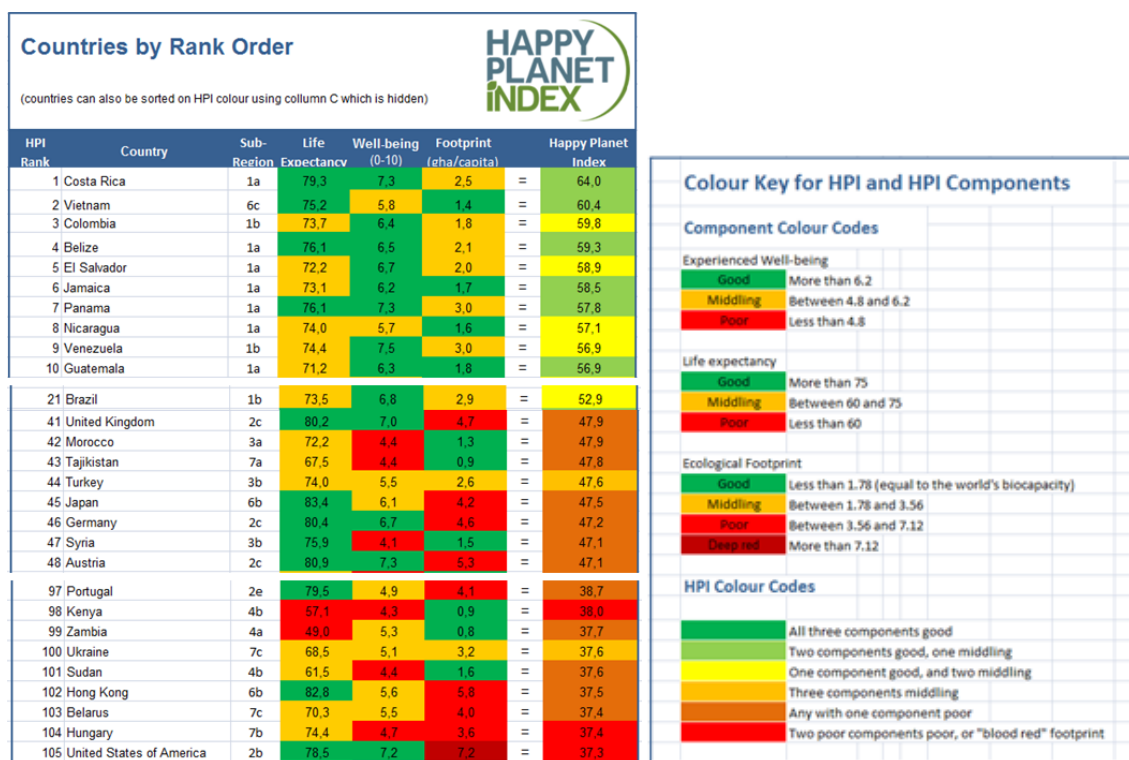 Countries by Rank Order
HAPPY
PLANET
iNDEX
(countries can also be sorted on HPI colour using collumn C which is hidden)
HPI Rank Country Sub-Region Life Expectancy Well-being (0-10) Footprint (gha/capita) Happy Planet Index
1 Costa Rica 1a 79,3 7,3 2,5 = 64,0
2 Vietnam 6c 75,2 5,8 1,4 = 60,4
3 Colombia 1b 73,7 6,4 1,8 = 59,8
4 Belize 1a 76,1 6,5 2,1 = 59,3
5 El Salvador 1a 72,2 6,7 2,0 = 58,9
6 Jamaica 1a 73,1 6,2 1,7 = 58,5
7 Panama 1a 76,1 7,3 3,0 = 57,8
8 Nicaragua 1a 74,0 5,7 1,6 = 57,1
9 Venezuela 1b 74,4 7,5 3,0 = 56,9
10 Guatemala 1a 71,2 6,3 1,8 = 56,9
21 Brazil 1b 73,5 6,8 2,9 = 52,9
41 United Kingdom 2c 80,2 7,0 4,7 = 47,9
42 Morocco 3a 72,2 4,4 1,3 = 47,9
43 Tajikistan 7a 67,5 4,4 0,9 = 47,8
44 Turkey 3b 74,0 5,5 2,6 = 47,6
45 Japan 6b 83,4 6,1 4,2 = 47,5
46 Germany 2c 80,4 6,7 4,6 = 47,2
47 Syria 3b 75,9 4,1 1,5 = 47,1
48 Austria 2c 80,9 7,3 5,3 = 47,1
97 Portugal 2e 79,5 4,9 4,1 = 38,7
98 Kenya 4b 57,1 4,3 0,9 = 38,0
99 Zambia 4a 49,0 5,3 0,8 = 37,7
100 Ukraine 7c 68,5 5,1 3,2 = 37,6
101 Sudan 4b 61,5 4,4 1,6 = 37,6
102 Hong Kong 6b 82,8 5,6 5,8 = 37,5
103 Belarus 7c 70,3 5,5 4,0 = 37,4
104 Hungary 7b 74,4 4,7 3,6 = 37,4
105 United States of America 2b 78,5 7,2 7,2 = 37,3
Colour Key for HPI and HPI Components
Component Colour Codes
Experienced Well-being
Good More than 6.2
Middling Between 4.8 and 6.2
Poor Less than 4.8
Life expectancy
Good More than 75
Middling Between 60 and 75
Poor Less than 60
Ecological Footprint
Good Less than 1.78 (equal to the world's biocapacity)
Middling Between 1.78 and 3.56
Poor Between 3.56 and 7.12
Deep red More than 7.12
HPI Colour Codes
All three components good
Two components good, one middling
One component good, and two middling
Three components middling
Any with one component poor
Two poor components poor, or "blood red" footprint